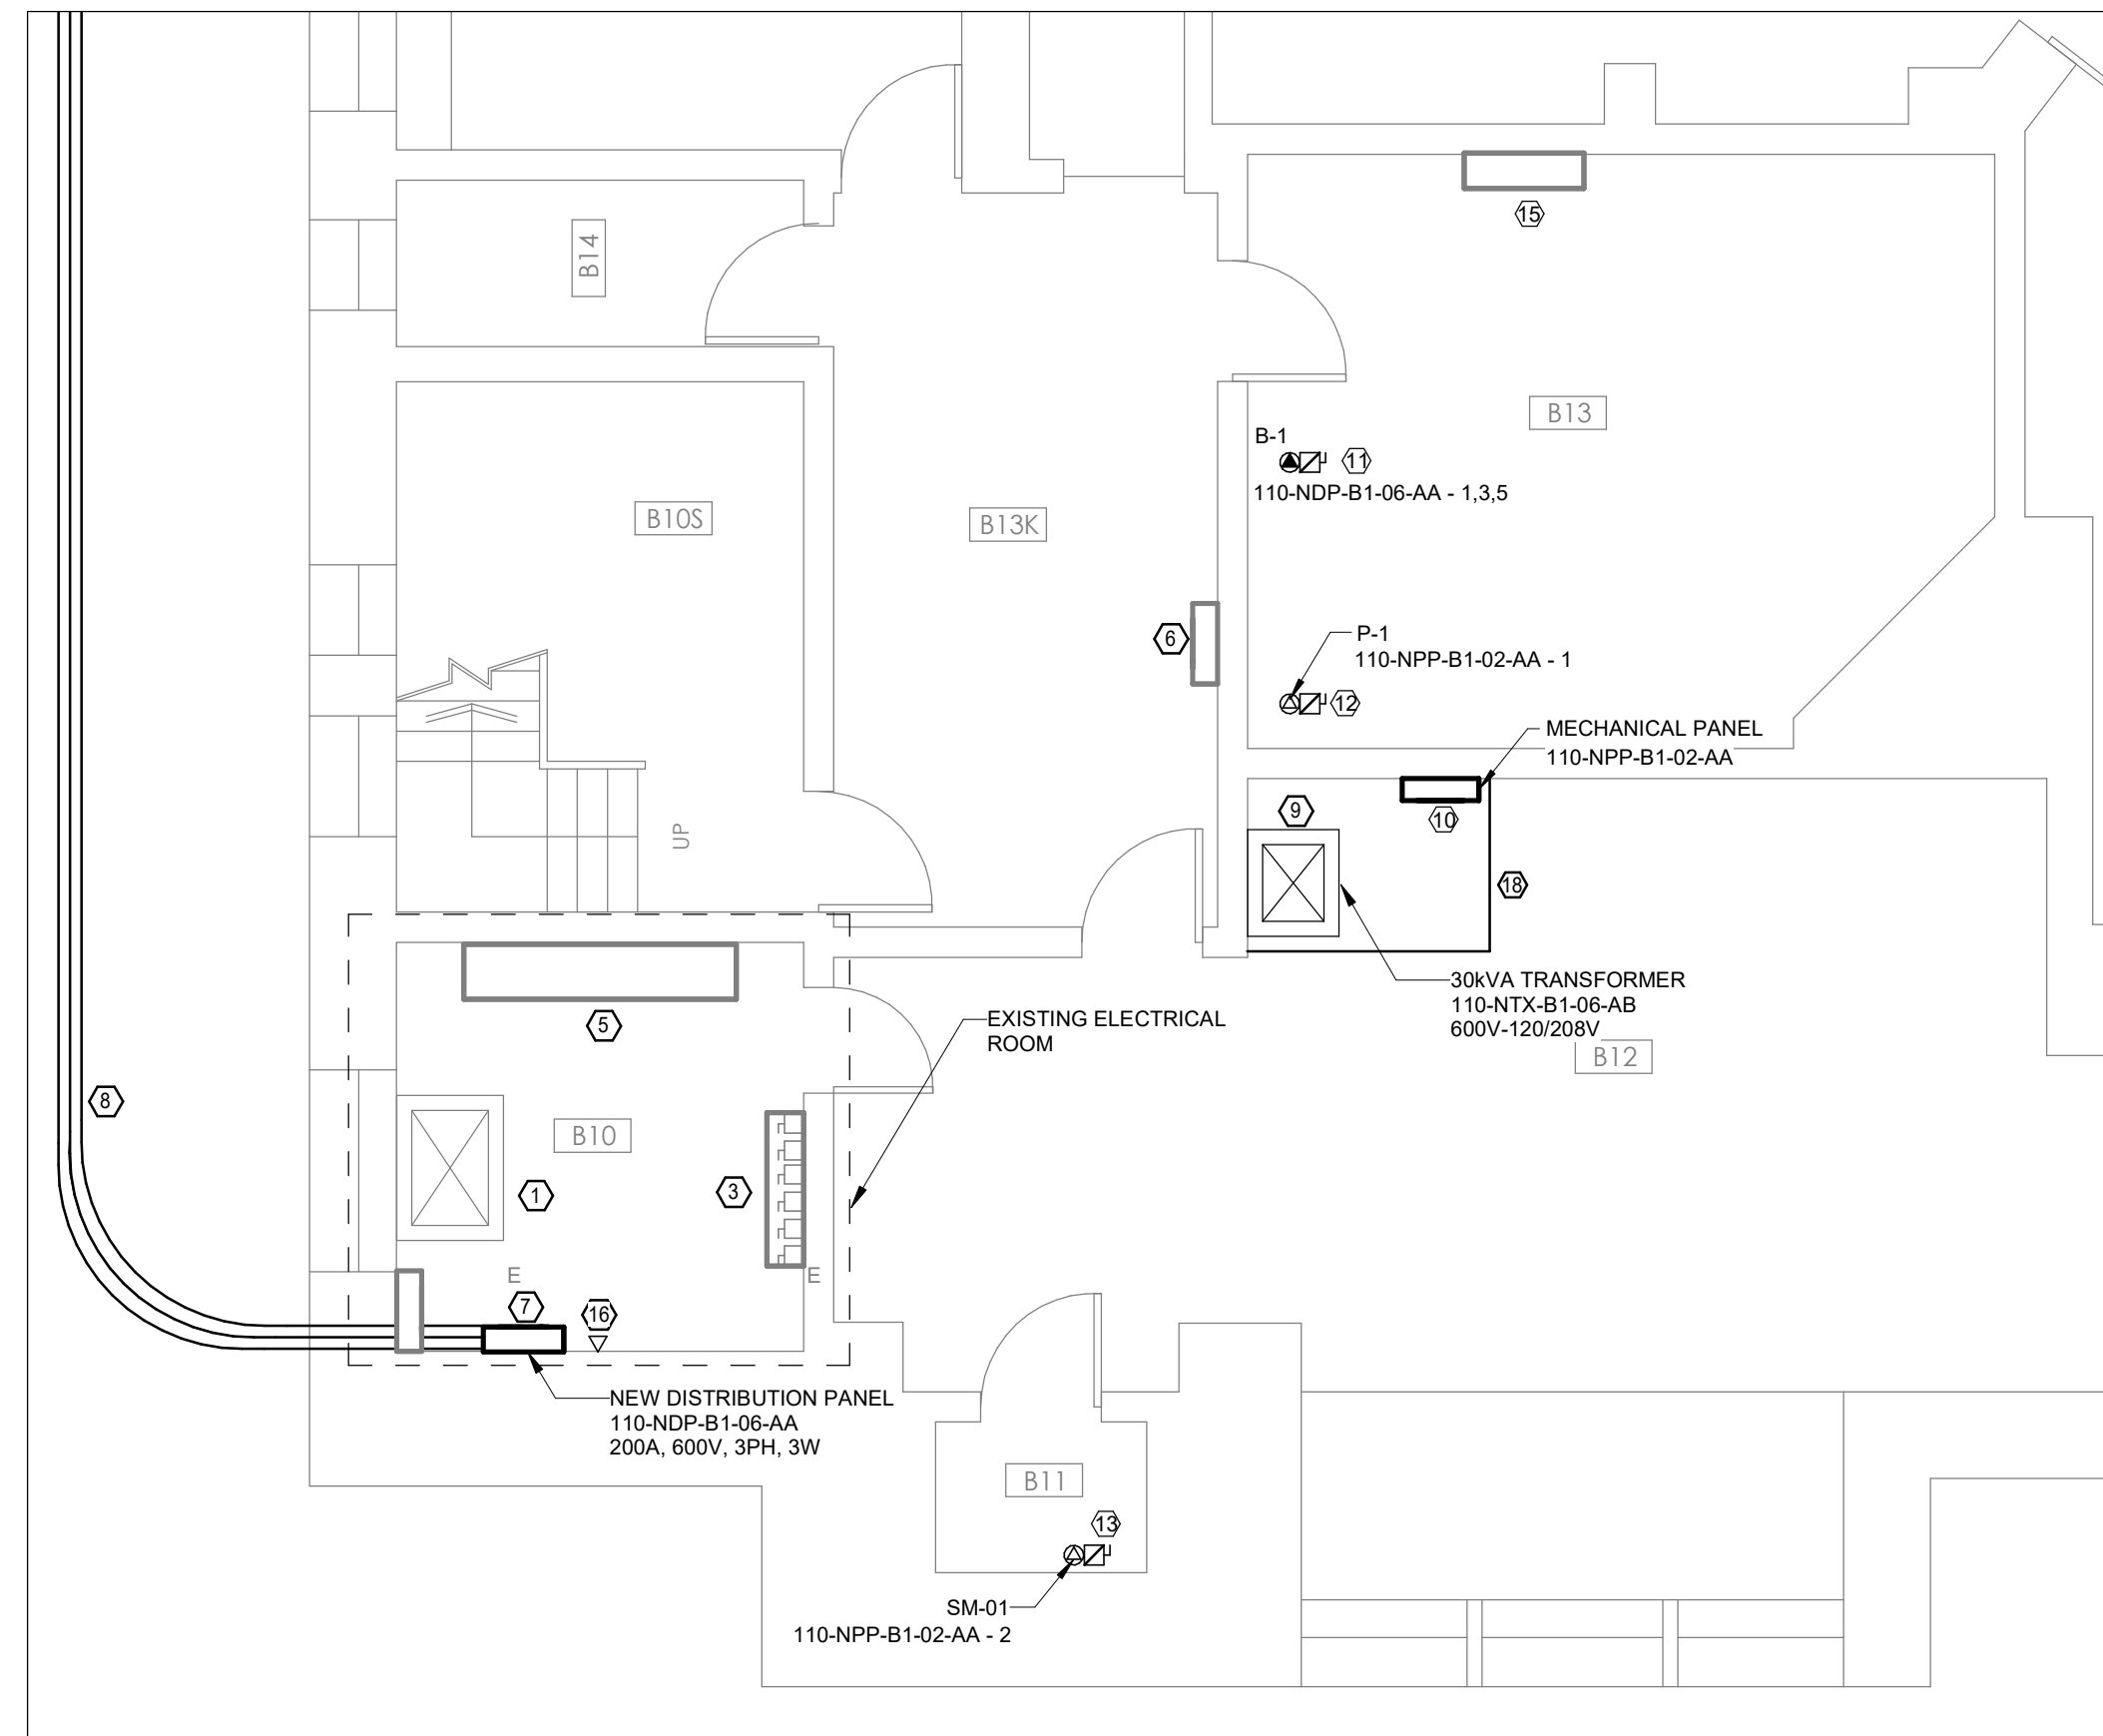 15
B14
B13
B-1
11
110-NDP-B1-06-AA - 1,3,5
B10S
B13K
6
P-1
110-NPP-B1-02-AA - 1
12
MECHANICAL PANEL
110-NPP-B1-02-AA
9
10
UP
18
30kVA TRANSFORMER
110-NTX-B1-06-AB
600V-120/208V
B12
5
EXISTING ELECTRICAL
ROOM
8
B10
1
3
E
E
7
16
NEW DISTRIBUTION PANEL
110-NDP-B1-06-AA
200A, 600V, 3PH, 3W
B11
13
SM-01
110-NPP-B1-02-AA - 2